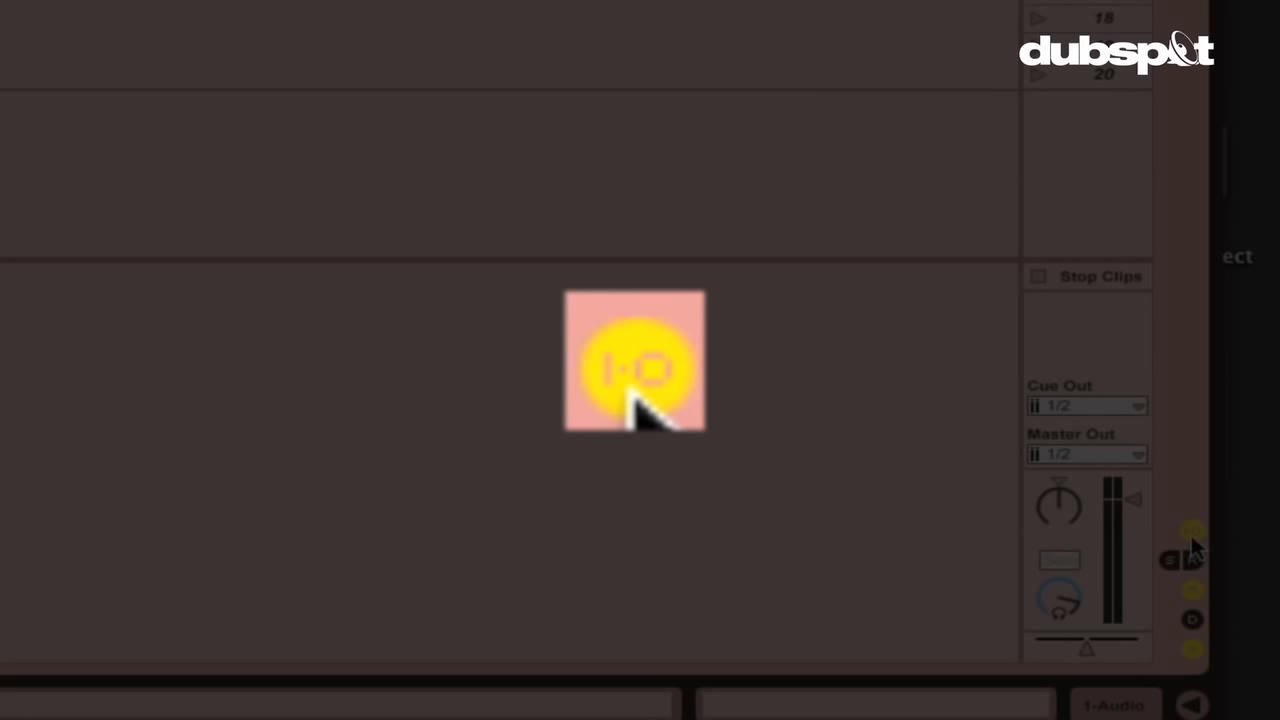 18
dubspot
20
ect
Stop Clips
I·O
Cue Out
1/2
Master Out
1/2
S
O
1-Audio